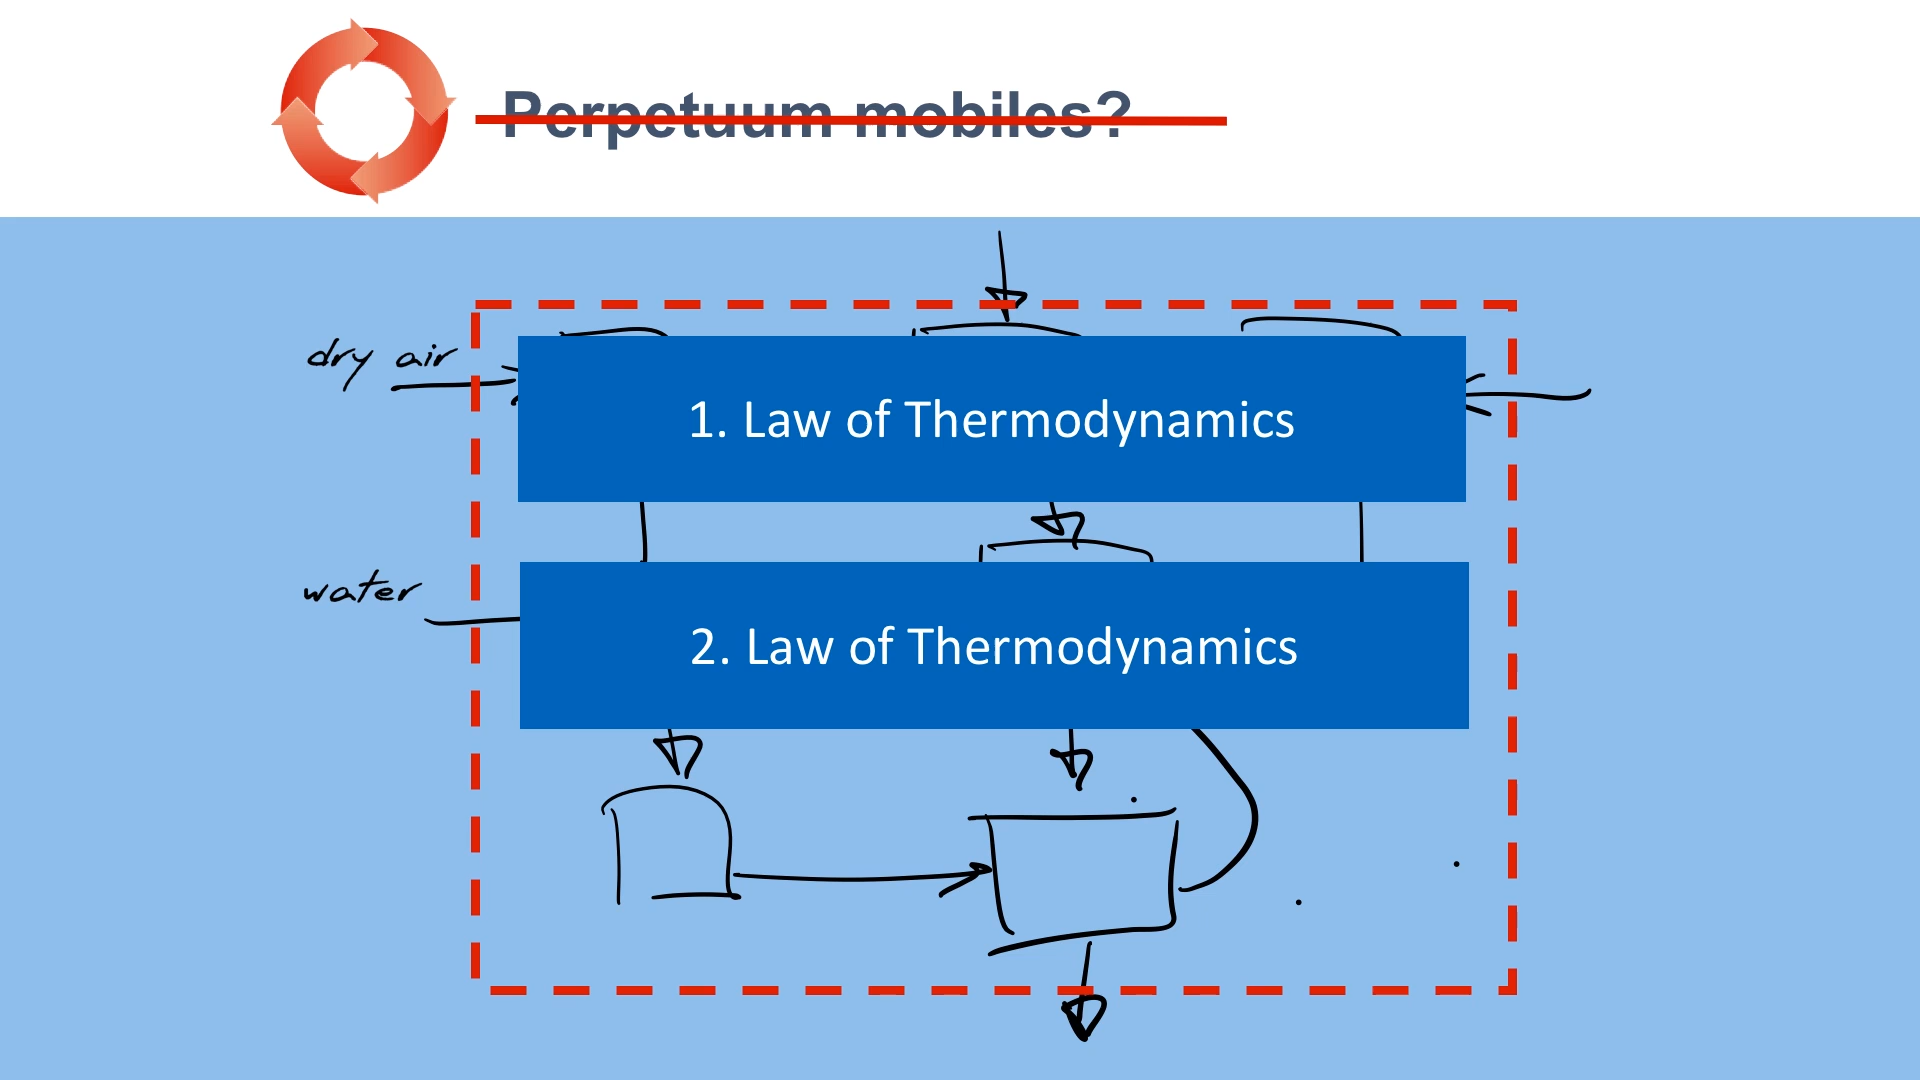 Perpetuum mobiles?
dry air
1. Law of Thermodynamics
water
2. Law of Thermodynamics